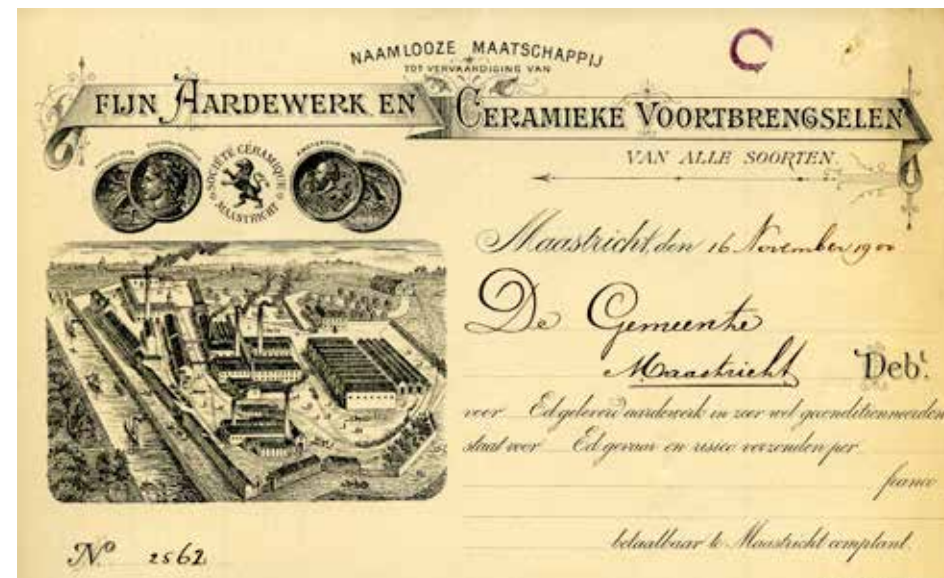 NAAMLOOZE MAATSCHAPPIJ
TOT VERVAARDIGING VAN
FIJN AARDEWERK EN CERAMIEKE VOORTBRENGSELEN
VAN ALLE SOORTEN.
SOCIÉTÉ CÉRAMIQUE
MAASTRICHT
Maastricht, den 16 November 1900
De Gemeente
Maastricht Debt.
voor Ed geleverd aardewerk in zeer wel geconditionneerden
staat voor Ed gevaar en risico verzonden per
franco
betaalbaar te Maastricht comptant.
No 2562